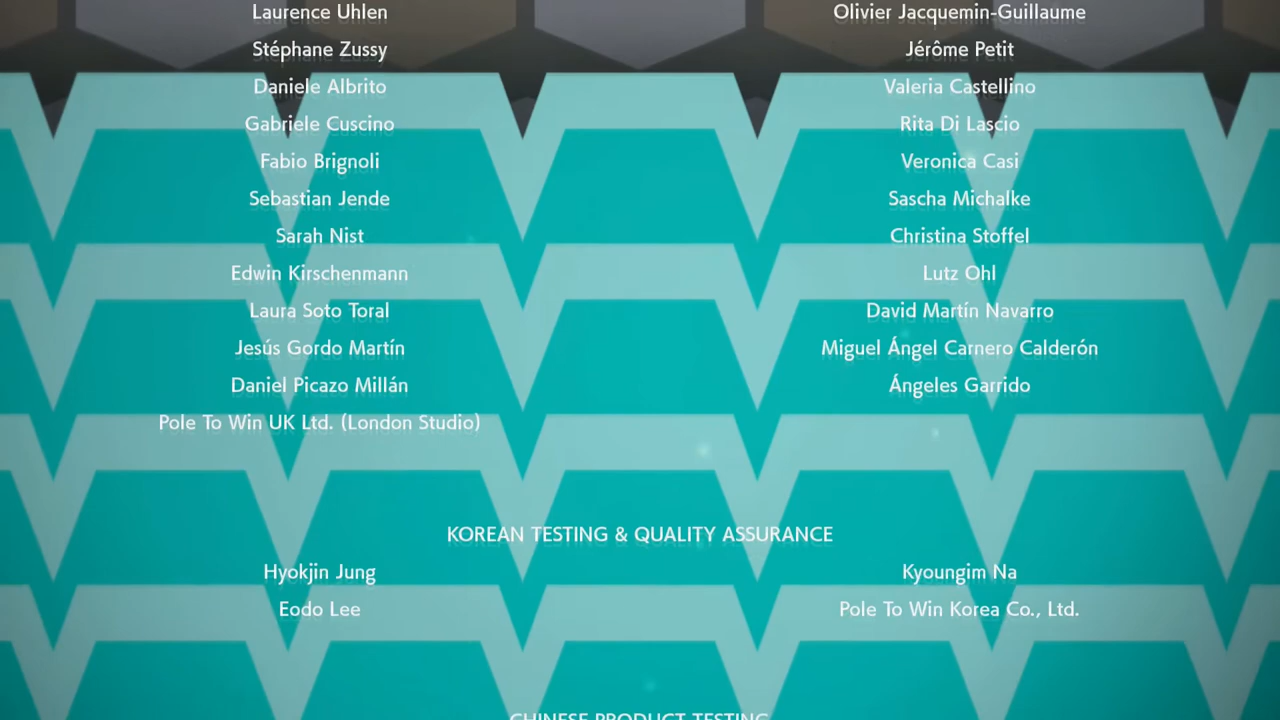 Laurence Uhlen Olivier Jacquemin-Guillaume
Stéphane Zussy Jérôme Petit
Daniele Albrito Valeria Castellino
Gabriele Cuscino Rita Di Lascio
Fabio Brignoli Veronica Casi
Sebastian Jende Sascha Michalke
Sarah Nist Christina Stoffel
Edwin Kirschenmann Lutz Ohl
Laura Soto Toral David Martín Navarro
Jesús Gordo Martín Miguel Ángel Carnero Calderón
Daniel Picazo Millán Ángeles Garrido
Pole To Win UK Ltd. (London Studio)
KOREAN TESTING & QUALITY ASSURANCE
Hyokjin Jung Kyoungim Na
Eodo Lee Pole To Win Korea Co., Ltd.
CHINESE PRODUCT TESTING